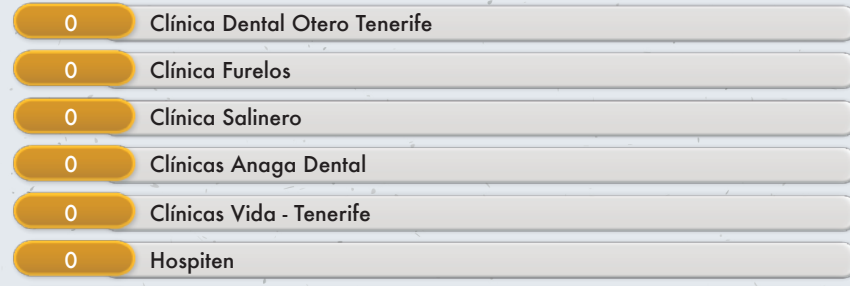 0 Clínica Dental Otero Tenerife
0 Clínica Furelos
0 Clínica Salinero
0 Clínicas Anaga Dental
0 Clínicas Vida - Tenerife
0 Hospiten